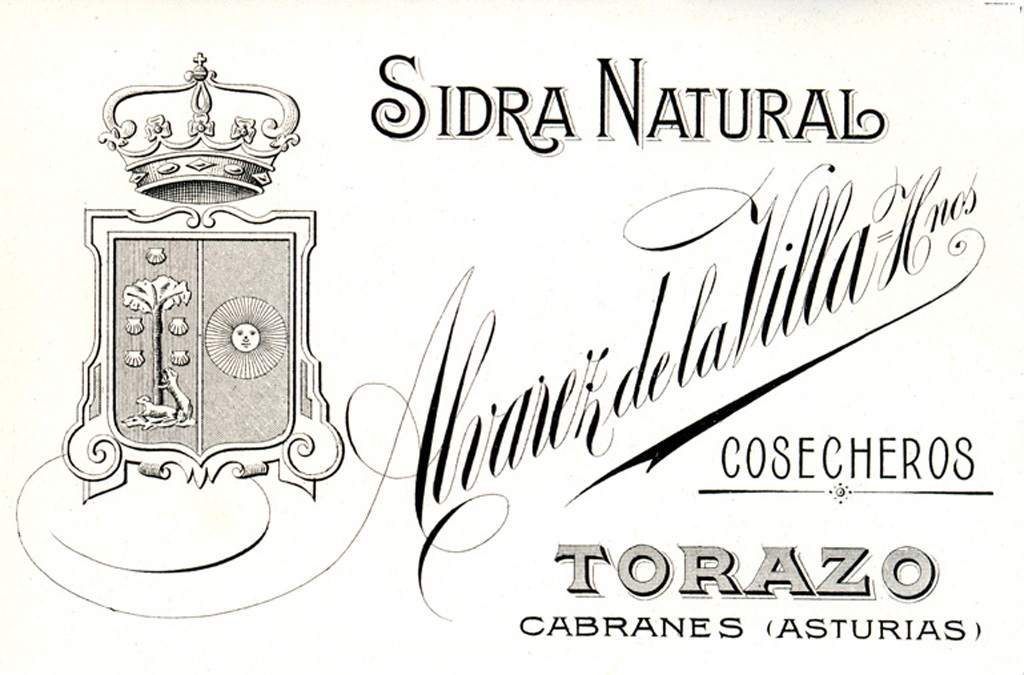 SIDRA NATURAL
Alvarez de la Villa=Hnos
COSECHEROS
TORAZO
CABRANES (ASTURIAS)